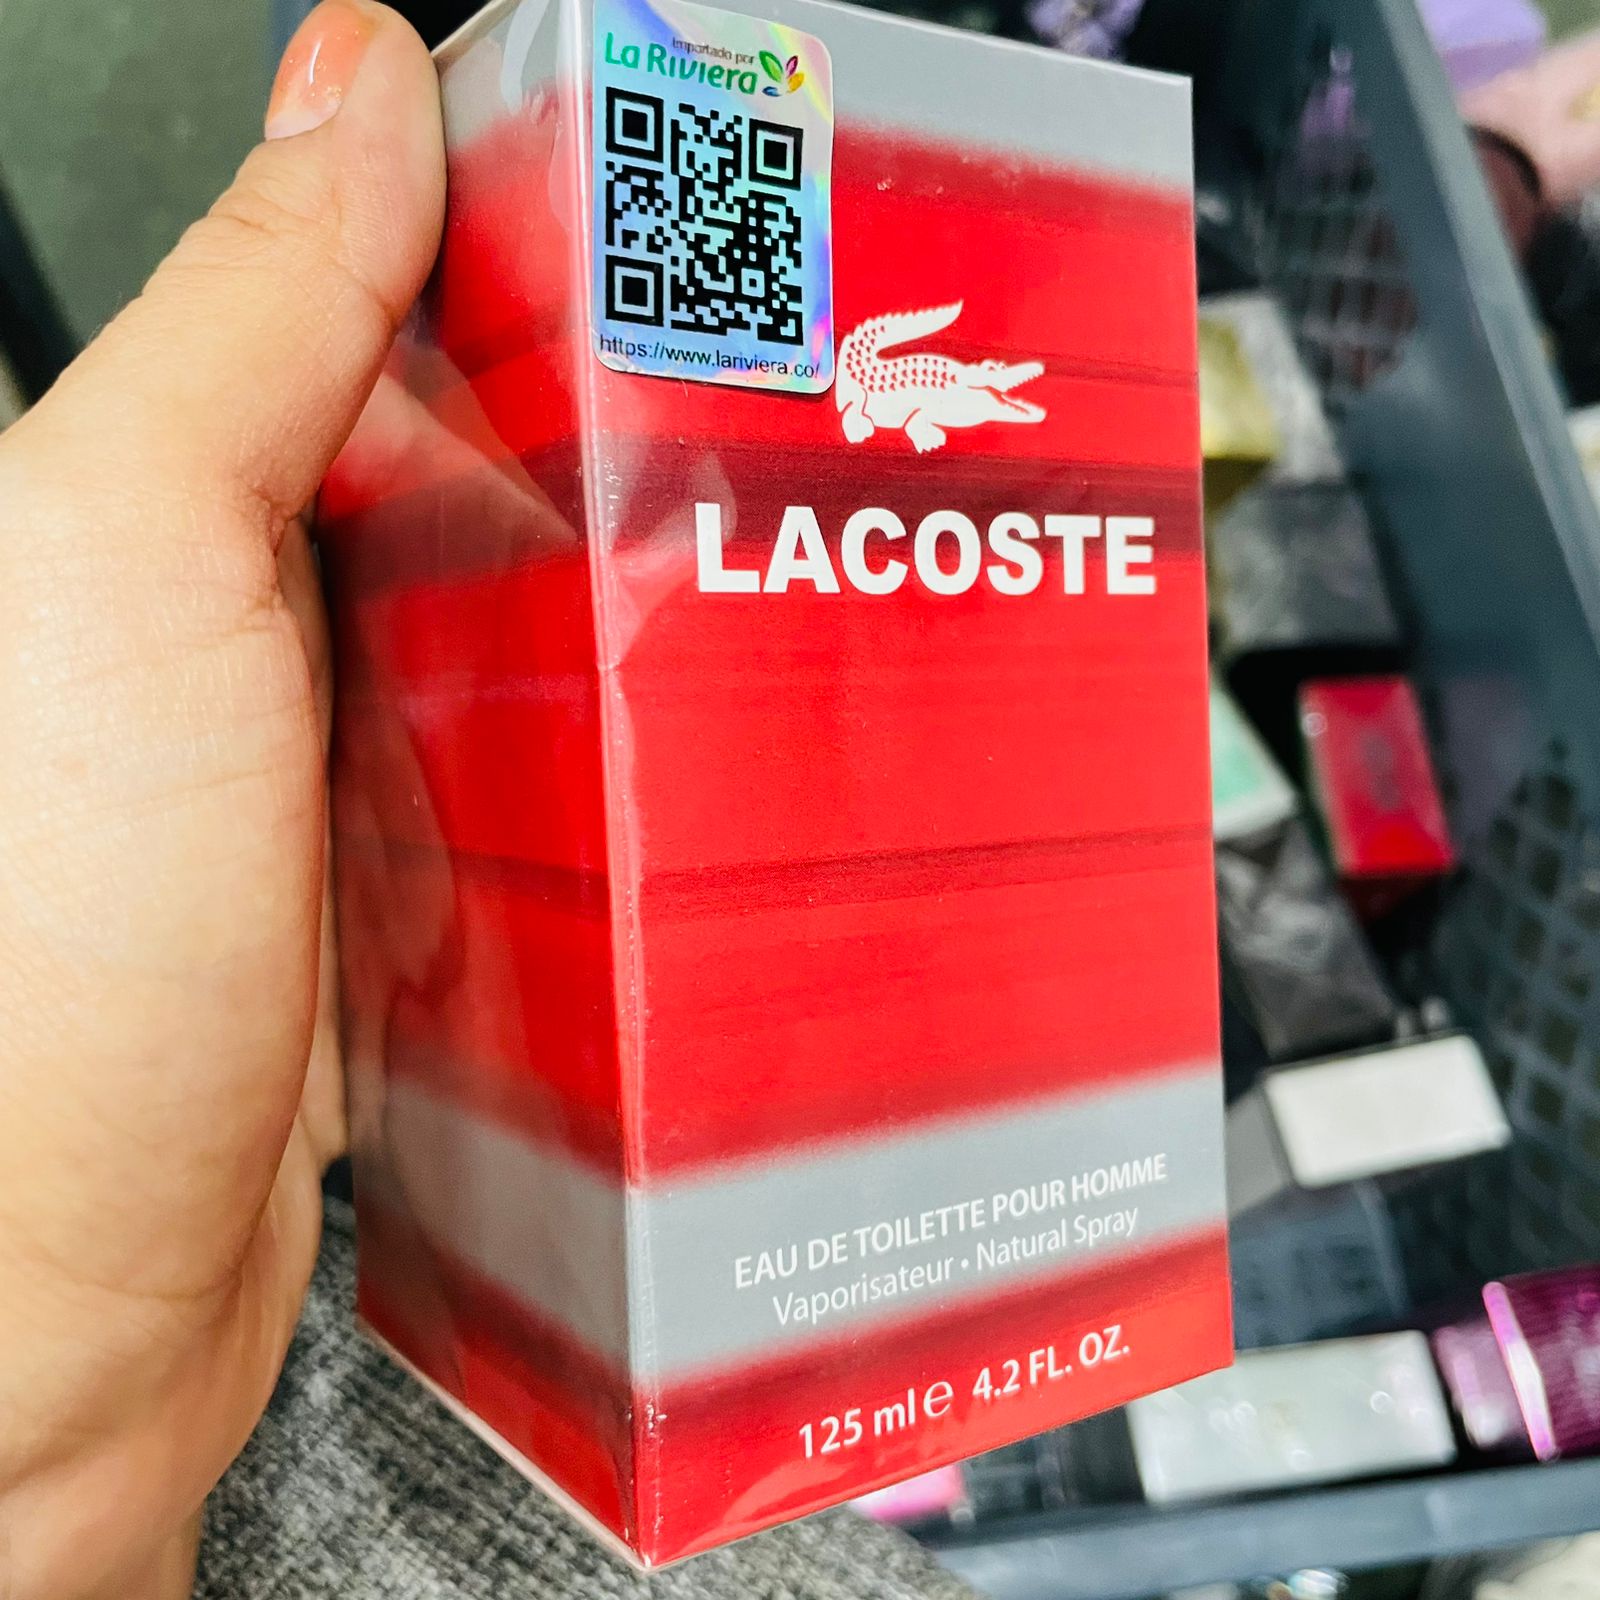 Importado por
La Riviera
https://www.lariviera.co/
LACOSTE
EAU DE TOILETTE POUR HOMME
Vaporisateur • Natural Spray
125 ml ℮ 4.2 FL. OZ.